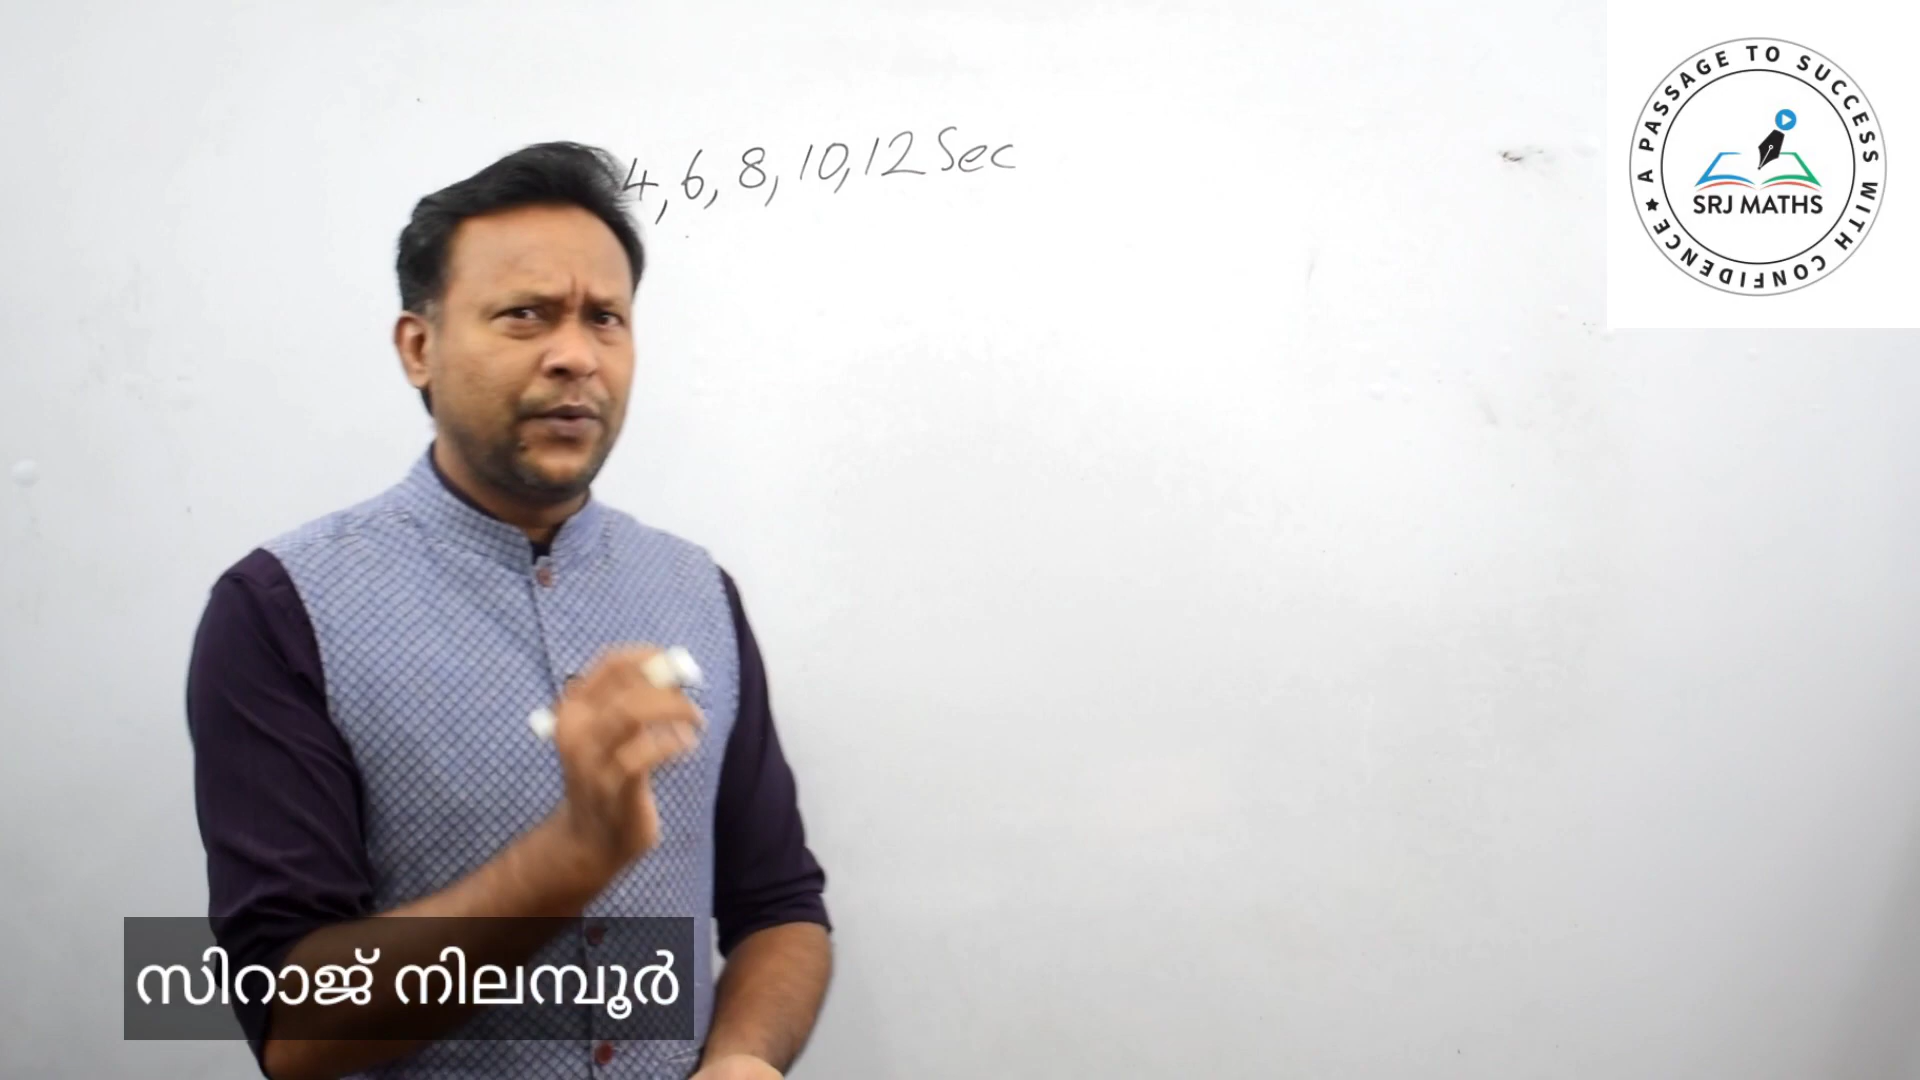 4, 6, 8, 10, 12 Sec
A PASSAGE TO SUCCESS WITH CONFIDENCE ★
SRJ MATHS
സിറാജ് നിലമ്പൂർ